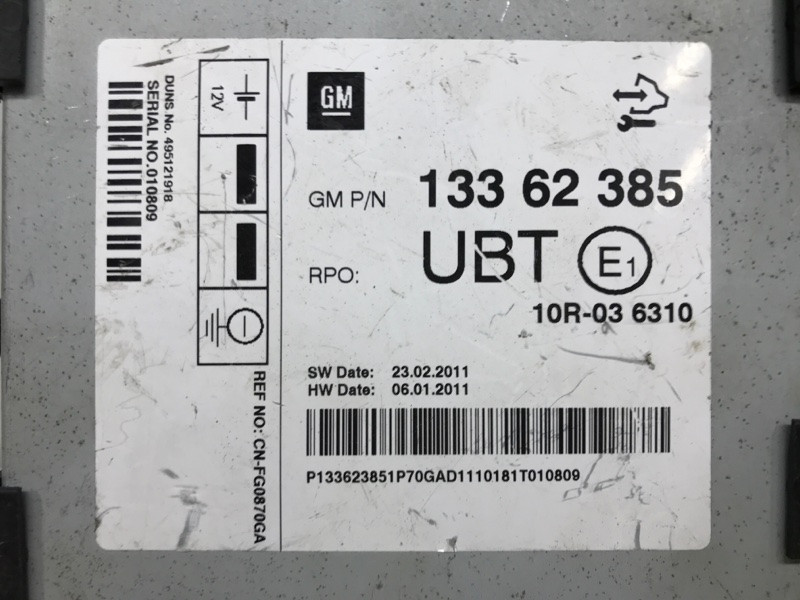 GM
GM P/N 133 62 385
RPO: UBT E1
10R-03 6310
SW Date: 23.02.2011
HW Date: 06.01.2011
P133623851P70GAD1110181T010809
12V
DUNS No. 495121918
SERIAL NO.010809
REF NO: CN-FG0870GA